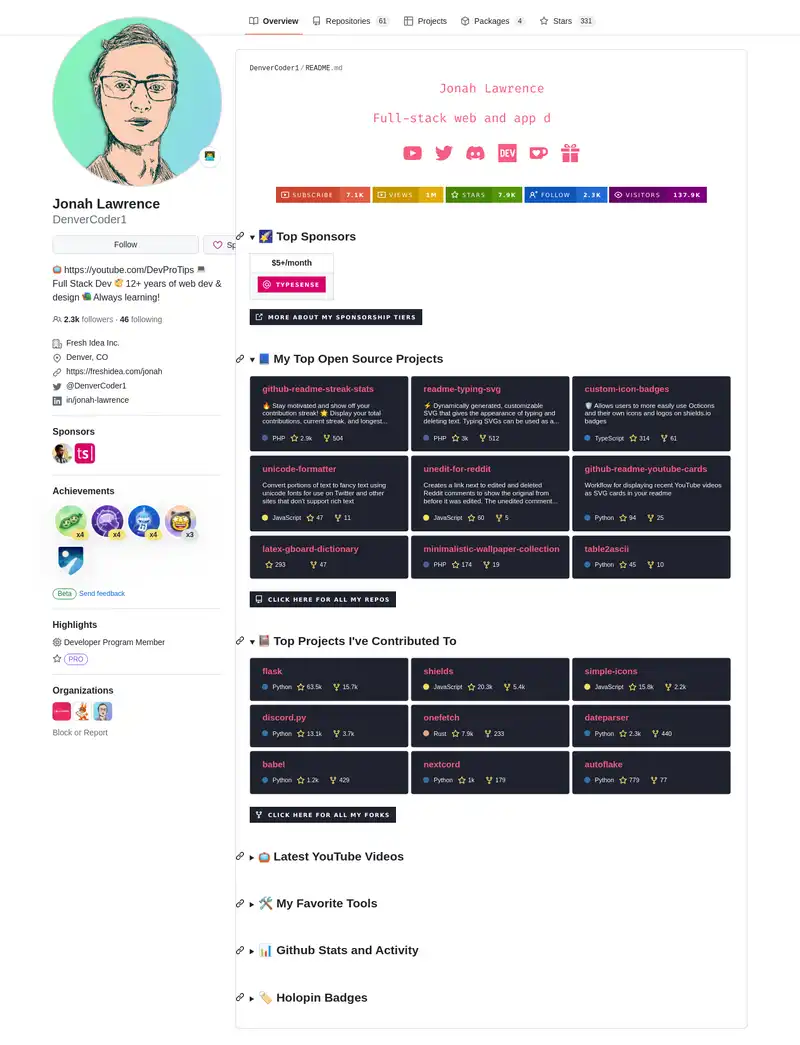 Overview Repositories 61 Projects Packages 4 Stars 331
Jonah Lawrence
DenverCoder1
Follow
Sp
https://youtube.com/DevProTips
Full Stack Dev 12+ years of web dev &
design Always learning!
2.3k followers · 46 following
Fresh Idea Inc.
Denver, CO
https://freshidea.com/jonah
@DenverCoder1
in/jonah-lawrence
Sponsors
ts
Achievements
x4 x4 x4 x3
Beta Send feedback
Highlights
Developer Program Member
PRO
Organizations
Block or Report
DenverCoder1/README.md
Jonah Lawrence
Full-stack web and app d
DEV
SUBSCRIBE 7.1K VIEWS 1M STARS 7.9K FOLLOW 2.3K VISITORS 137.9K
Top Sponsors
$5+/month
TYPESENSE
MORE ABOUT MY SPONSORSHIP TIERS
My Top Open Source Projects
github-readme-streak-stats
🔥 Stay motivated and show off your
contribution streak! 🌟 Display your total
contributions, current streak, and longest...
PHP 2.9k 504
readme-typing-svg
⚡ Dynamically generated, customizable
SVG that gives the appearance of typing and
deleting text. Typing SVGs can be used as a...
PHP 3k 512
custom-icon-badges
Allows users to more easily use Octicons
and their own icons and logos on shields.io
badges
TypeScript 314 61
unicode-formatter
Convert portions of text to fancy text using
unicode fonts for use on Twitter and other
sites that don't support rich text
JavaScript 47 11
unedit-for-reddit
Creates a link next to edited and deleted
Reddit comments to show the original from
before it was edited. The unedited comment...
JavaScript 60 5
github-readme-youtube-cards
Workflow for displaying recent YouTube videos
as SVG cards in your readme
Python 94 25
latex-gboard-dictionary
293 47
minimalistic-wallpaper-collection
PHP 174 19
table2ascii
Python 45 10
CLICK HERE FOR ALL MY REPOS
Top Projects I've Contributed To
flask
Python 63.5k 15.7k
shields
JavaScript 20.3k 5.4k
simple-icons
JavaScript 15.8k 2.2k
discord.py
Python 13.1k 3.7k
onefetch
Rust 7.9k 233
dateparser
Python 2.3k 440
babel
Python 1.2k 429
nextcord
Python 1k 179
autoflake
Python 779 77
CLICK HERE FOR ALL MY FORKS
Latest YouTube Videos
My Favorite Tools
Github Stats and Activity
Holopin Badges